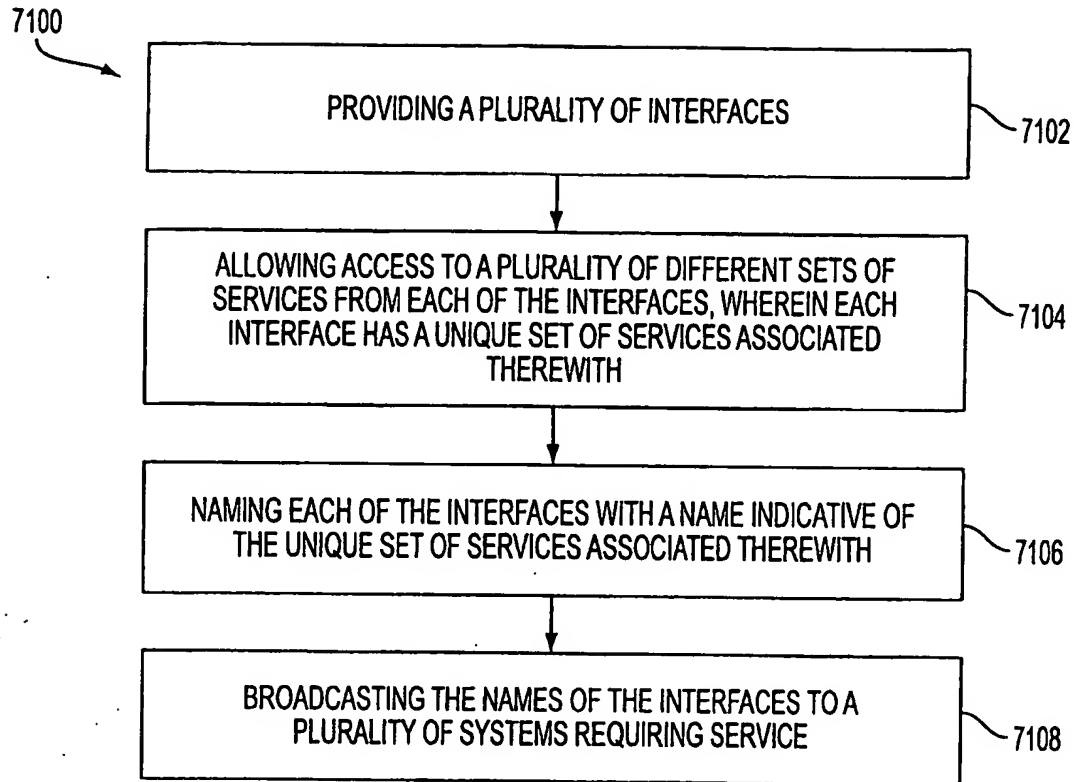 7100
PROVIDING A PLURALITY OF INTERFACES
7102
ALLOWING ACCESS TO A PLURALITY OF DIFFERENT SETS OF
SERVICES FROM EACH OF THE INTERFACES, WHEREIN EACH
INTERFACE HAS A UNIQUE SET OF SERVICES ASSOCIATED
THEREWITH
7104
NAMING EACH OF THE INTERFACES WITH A NAME INDICATIVE OF
THE UNIQUE SET OF SERVICES ASSOCIATED THEREWITH
7106
BROADCASTING THE NAMES OF THE INTERFACES TO A
PLURALITY OF SYSTEMS REQUIRING SERVICE
7108